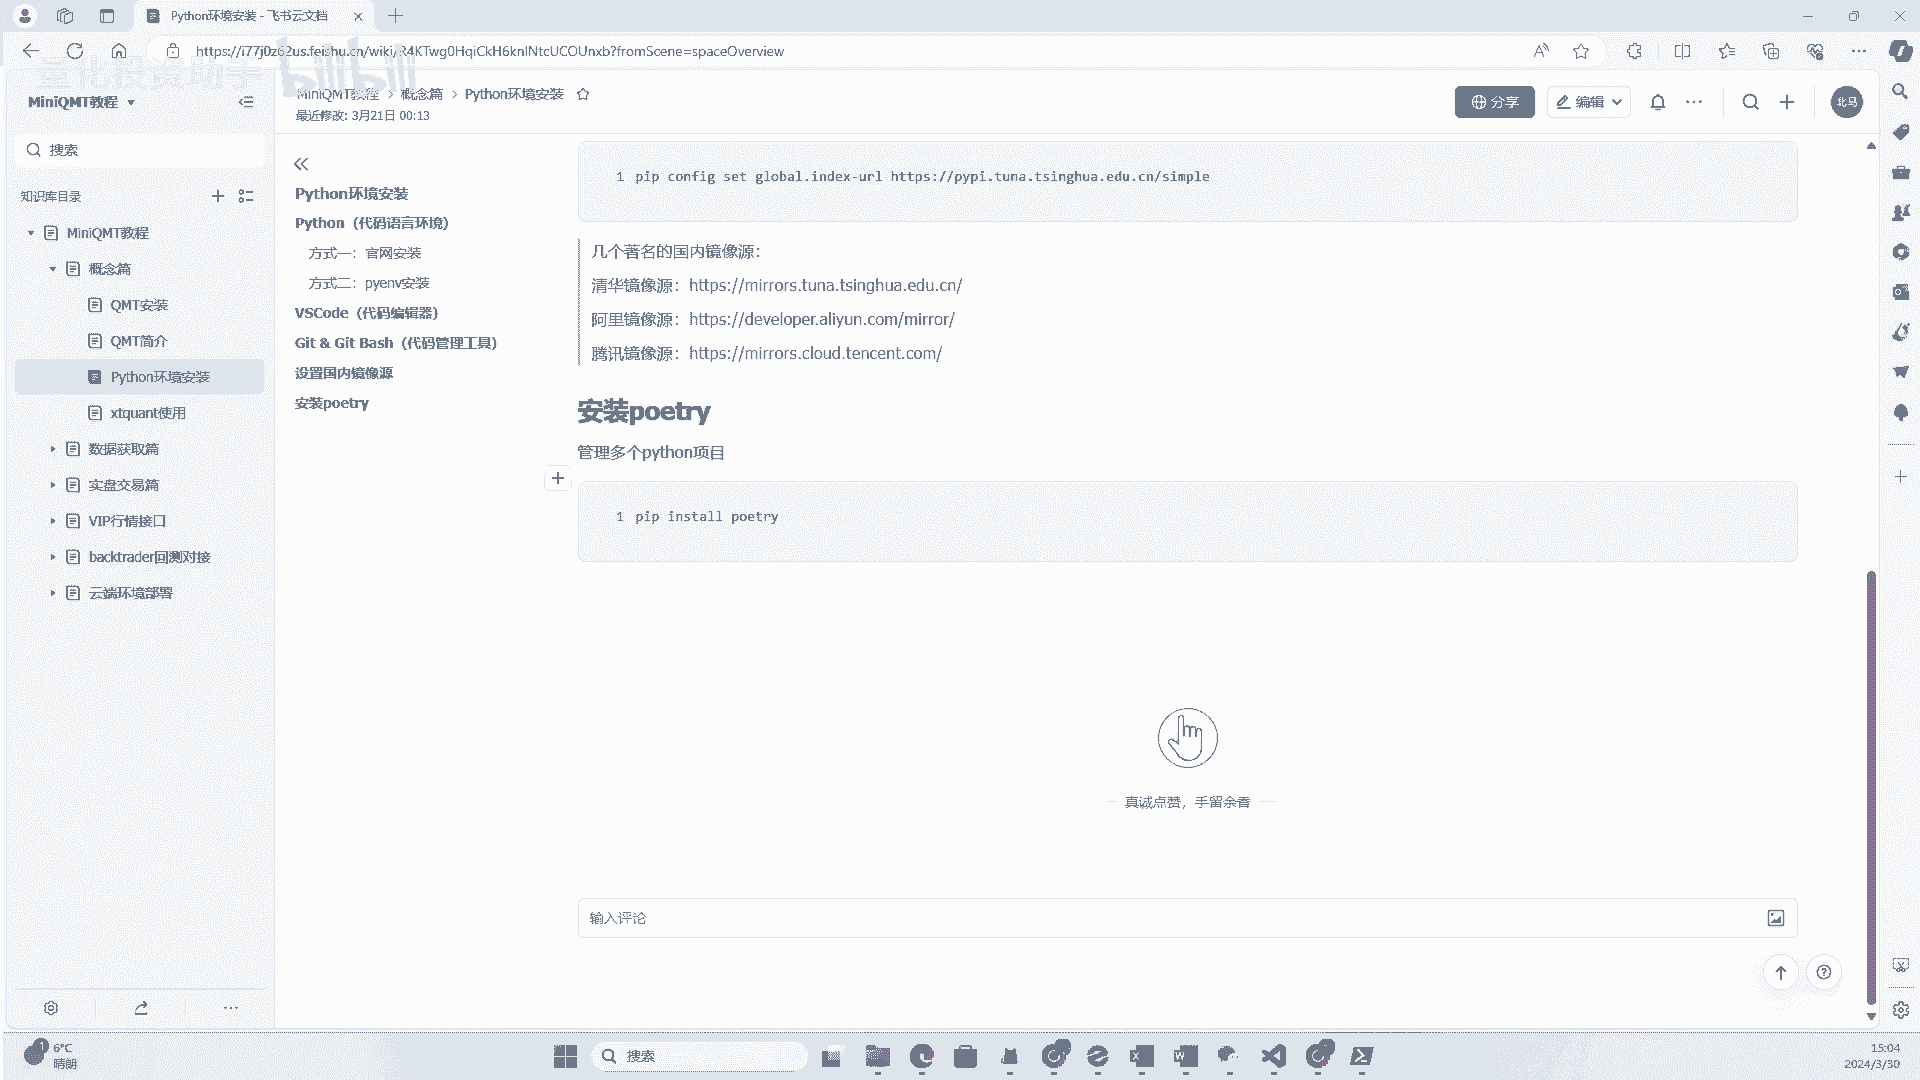 Python环境安装 - 飞书云文档
https://i77j0z62us.feishu.cn/wiki/R4KTwg0HqiCkH6knINtcUCOUnxb?fromScene=spaceOverview
量化投资助手 bilibili
MiniQMT教程
搜索
知识库目录
MiniQMT教程
概念篇
QMT安装
QMT简介
Python环境安装
xtquant使用
数据获取篇
实盘交易篇
VIP行情接口
backtrader回测对接
云端环境部署
MiniQMT教程 > 概念篇 > Python环境安装
最近修改: 3月21日 00:13
分享
编辑
北马
Python环境安装
Python（代码语言环境）
方式一：官网安装
方式二：pyenv安装
VSCode（代码编辑器）
Git & Git Bash（代码管理工具）
设置国内镜像源
安装poetry
1 pip config set global.index-url https://pypi.tuna.tsinghua.edu.cn/simple
几个著名的国内镜像源：
清华镜像源：https://mirrors.tuna.tsinghua.edu.cn/
阿里镜像源：https://developer.aliyun.com/mirror/
腾讯镜像源：https://mirrors.cloud.tencent.com/
安装poetry
管理多个python项目
1 pip install poetry
真诚点赞，手留余香
输入评论
1
6°C
晴朗
搜索
15:04
2024/3/30